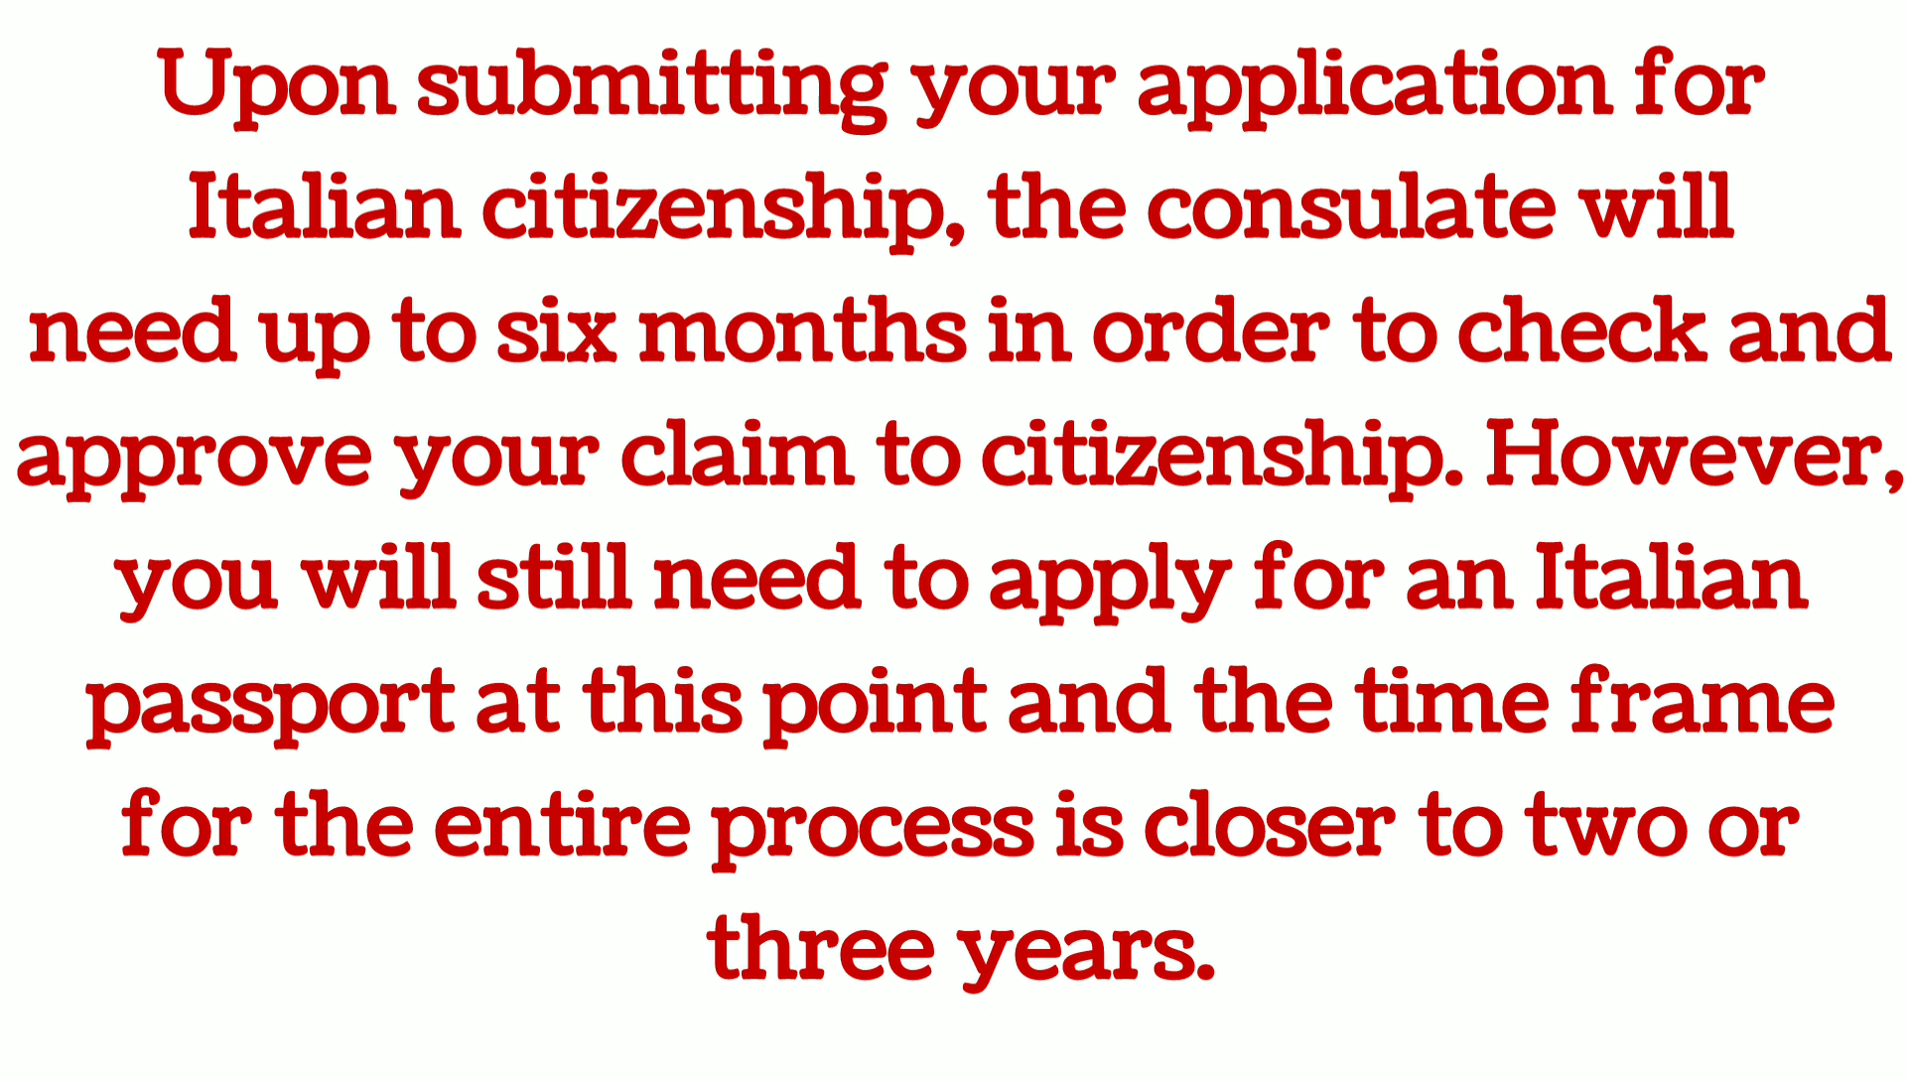 Upon submitting your application for
Italian citizenship, the consulate will
need up to six months in order to check and
approve your claim to citizenship. However,
you will still need to apply for an Italian
passport at this point and the time frame
for the entire process is closer to two or
three years.